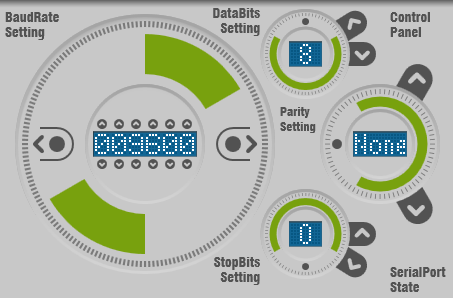 BaudRate
Setting
DataBits
Setting
8
Control
Panel
009600
Parity
Setting
None
StopBits
Setting
0
SerialPort
State